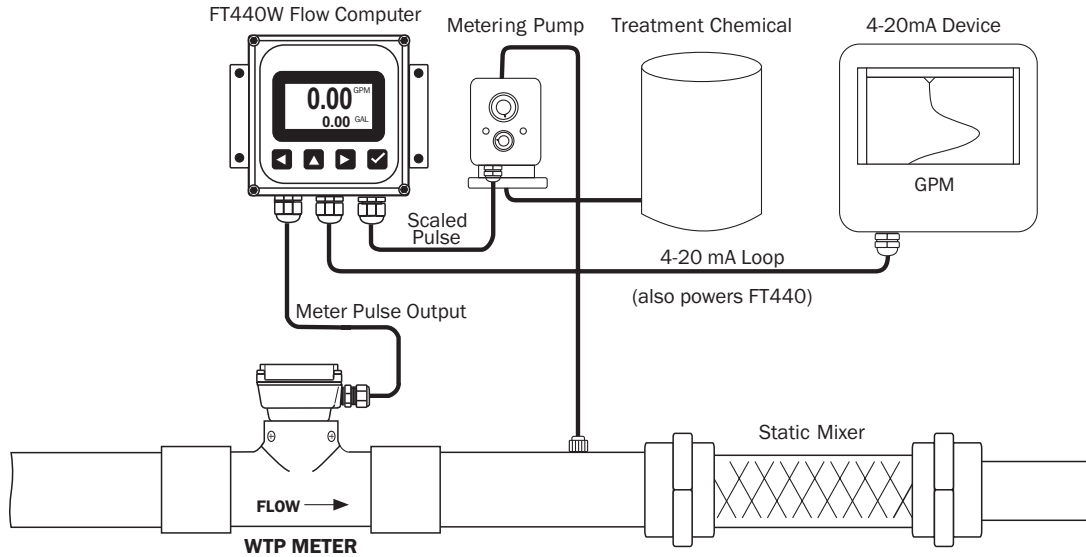 FT440W Flow Computer
Metering Pump
Treatment Chemical
4-20mA Device
0.00 GPM
0.00 GAL
GPM
Scaled
Pulse
4-20 mA Loop
(also powers FT440)
Meter Pulse Output
Static Mixer
FLOW
WTP METER